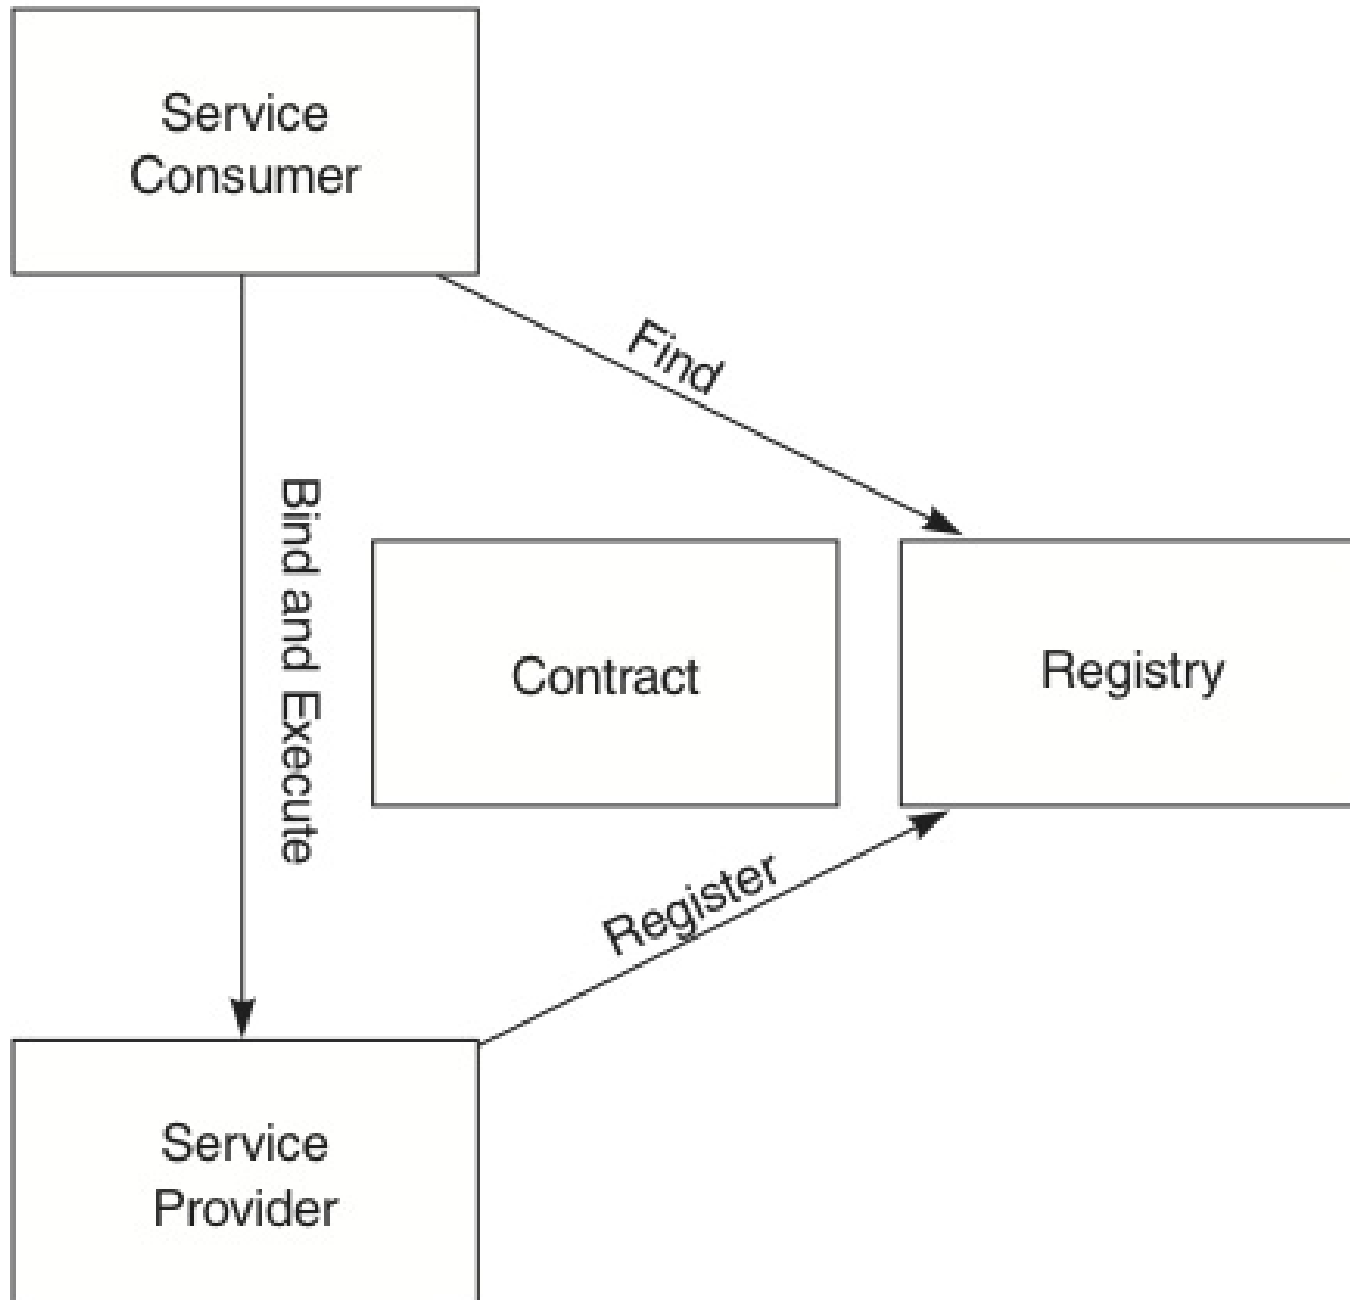 Service
Consumer
Find
Bind and Execute
Contract
Registry
Register
Service
Provider